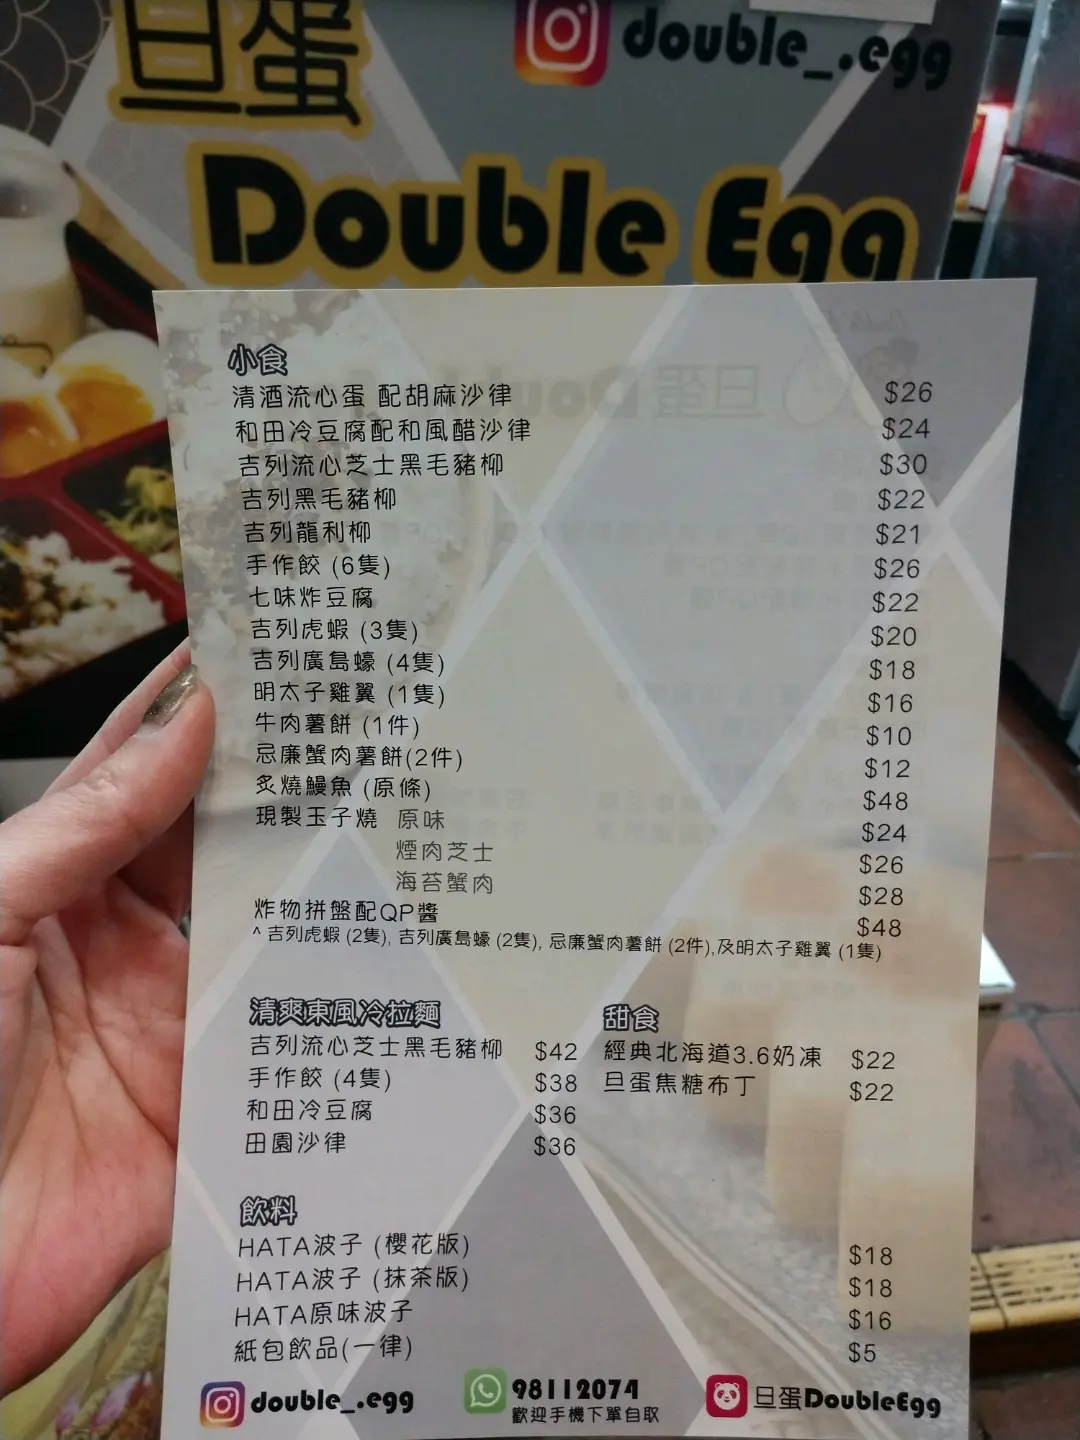 旦蛋
double_.egg
Double Egg
小食
清酒流心蛋 配胡麻沙律 $26
和田冷豆腐配和風醋沙律 $24
吉列流心芝士黑毛豬柳 $30
吉列黑毛豬柳 $22
吉列龍利柳 $21
手作餃 (6隻) $26
七味炸豆腐 $22
吉列虎蝦 (3隻) $20
吉列廣島蠔 (4隻) $18
明太子雞翼 (1隻) $16
牛肉薯餅 (1件) $10
忌廉蟹肉薯餅(2件) $12
炙燒鰻魚 (原條) $48
現製玉子燒 原味 $24
煙肉芝士 $26
海苔蟹肉 $28
炸物拼盤配QP醬 $48
^ 吉列虎蝦 (2隻), 吉列廣島蠔 (2隻), 忌廉蟹肉薯餅 (2件),及明太子雞翼 (1隻)
清爽東風冷拉麵
吉列流心芝士黑毛豬柳 $42
手作餃 (4隻) $38
和田冷豆腐 $36
田園沙律 $36
甜食
經典北海道3.6奶凍 $22
旦蛋焦糖布丁 $22
飲料
HATA波子 (櫻花版) $18
HATA波子 (抹茶版) $18
HATA原味波子 $16
紙包飲品(一律) $5
double_.egg
98112074
歡迎手機下單自取
旦蛋DoubleEgg